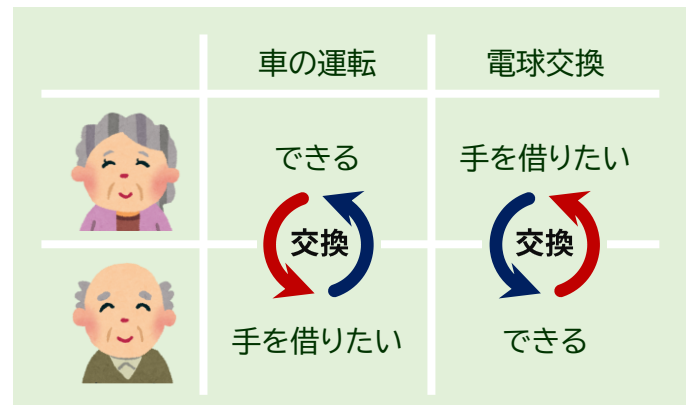 車の運転
電球交換
できる
手を借りたい
交換
交換
手を借りたい
できる